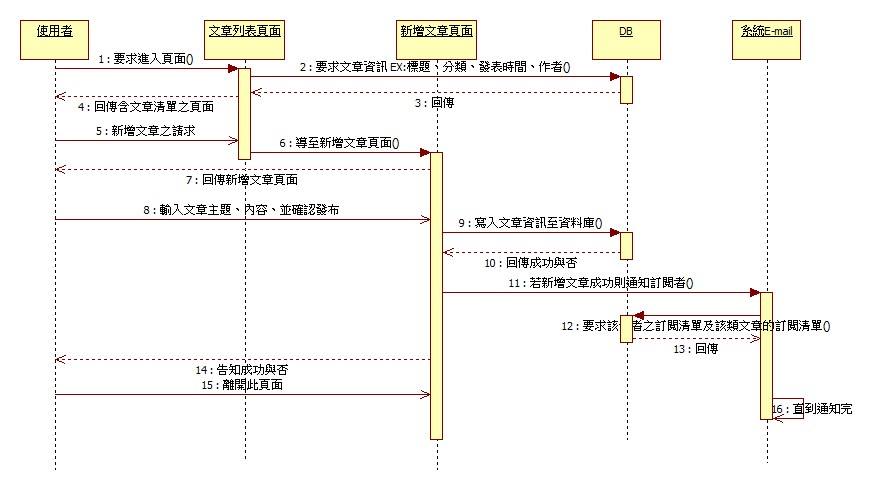 使用者
文章列表頁面
新增文章頁面
DB
系統E-mail
1 : 要求進入頁面()
2 : 要求文章資訊 EX:標題、分類、發表時間、作者()
3 : 回傳
4 : 回傳含文章清單之頁面
5 : 新增文章之請求
6 : 導至新增文章頁面()
7 : 回傳新增文章頁面
8 : 輸入文章主題、內容、並確認發布
9 : 寫入文章資訊至資料庫()
10 : 回傳成功與否
11 : 若新增文章成功則通知訂閱者()
12 : 要求該 者之訂閱清單及該類文章的訂閱清單()
13 : 回傳
14 : 告知成功與否
15 : 離開此頁面
16 : 直到通知完